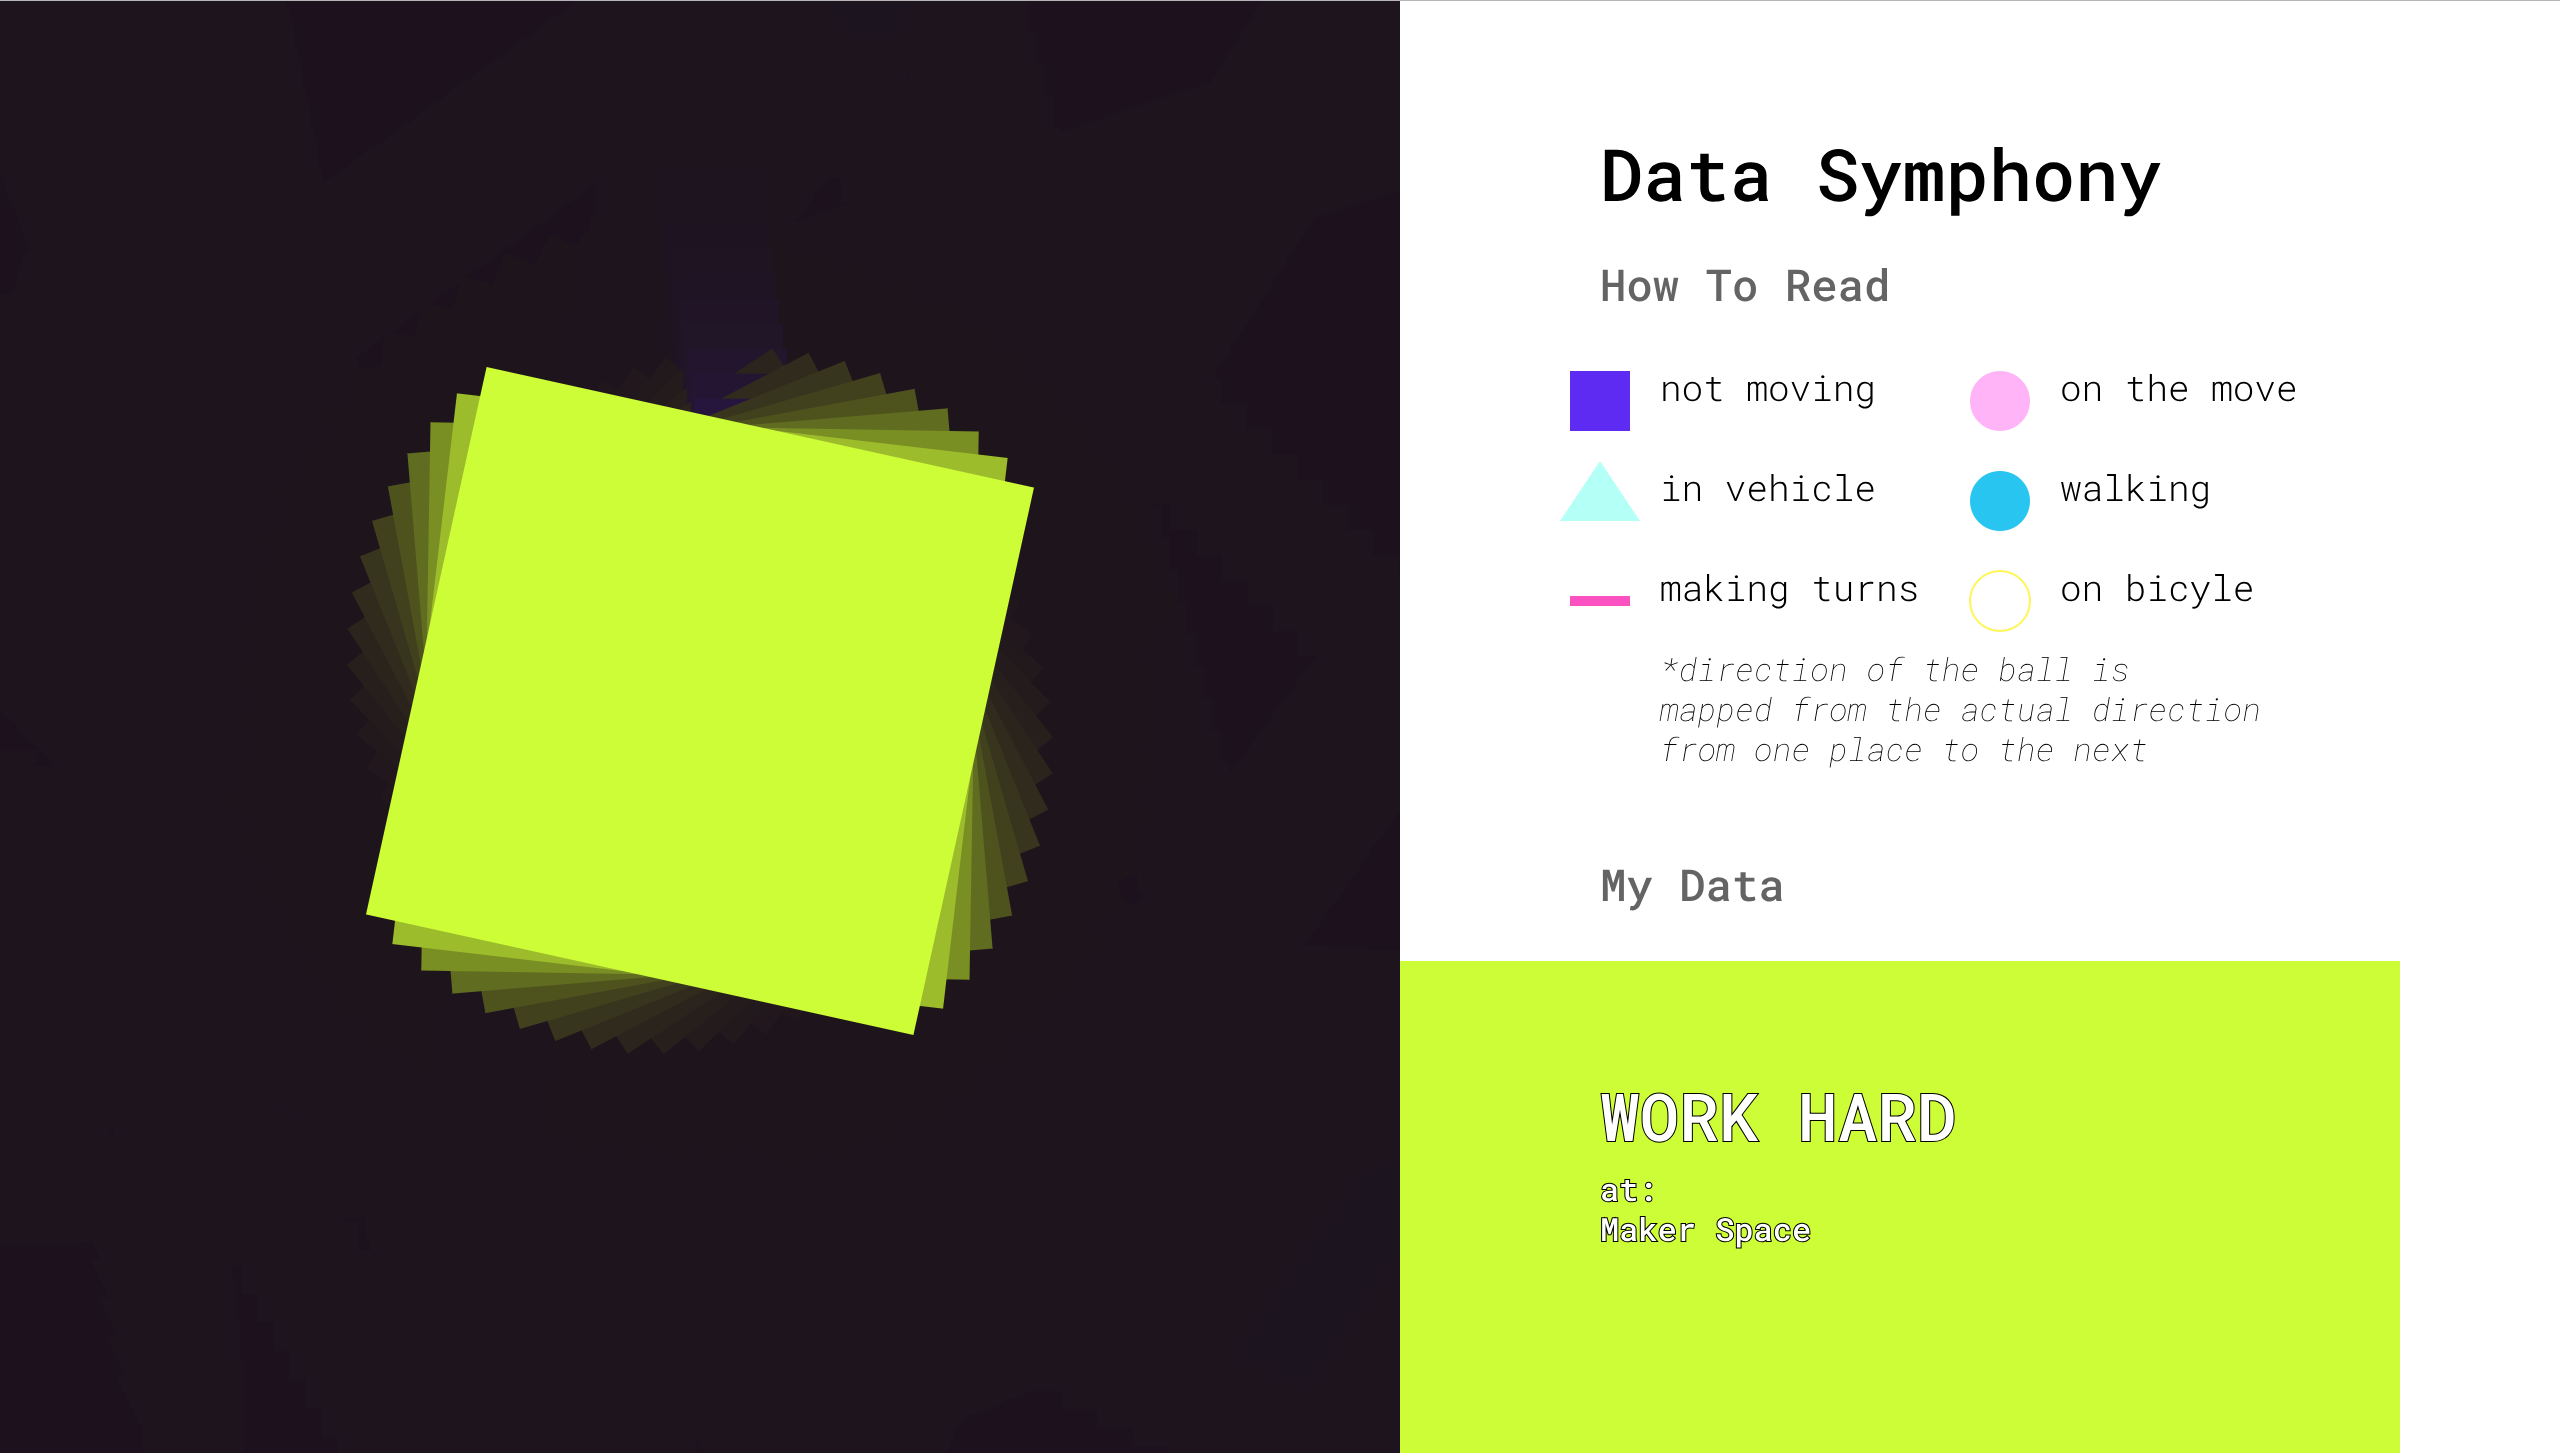 Data Symphony
How To Read
not moving
on the move
in vehicle
walking
making turns
on bicyle
*direction of the ball is
mapped from the actual direction
from one place to the next
My Data
WORK HARD
at:
Maker Space